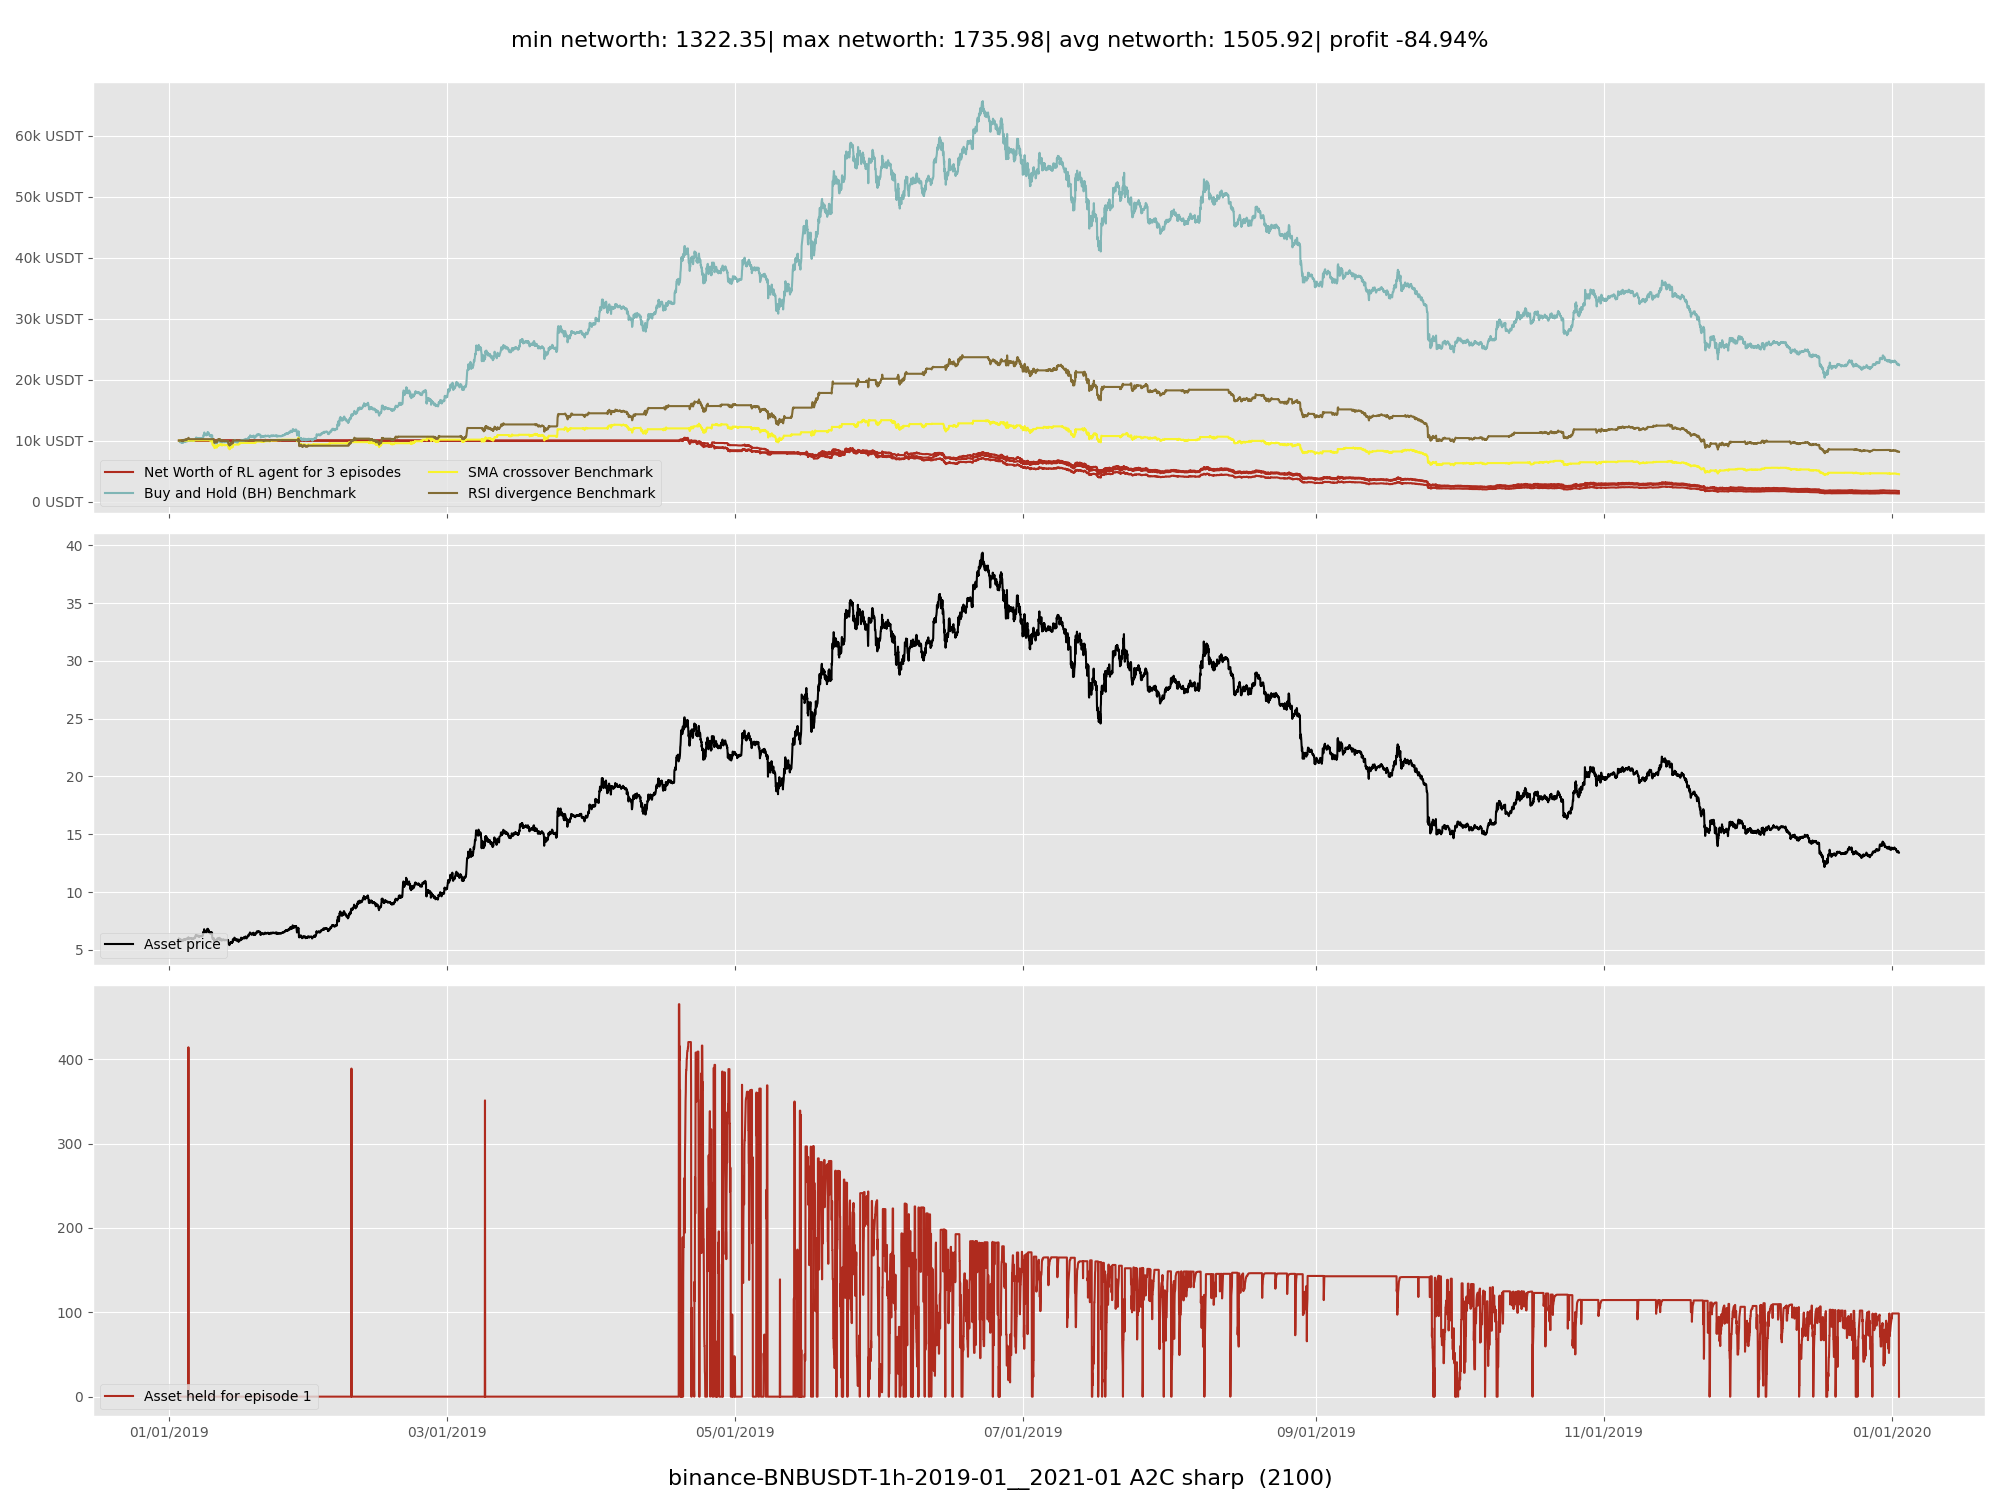 min networth: 1322.35| max networth: 1735.98| avg networth: 1505.92| profit -84.94%
60k USDT
50k USDT
40k USDT
30k USDT
20k USDT
10k USDT
0 USDT
Net Worth of RL agent for 3 episodes
Buy and Hold (BH) Benchmark
SMA crossover Benchmark
RSI divergence Benchmark
40
35
30
25
20
15
10
5
Asset price
400
300
200
100
0
Asset held for episode 1
01/01/2019
03/01/2019
05/01/2019
07/01/2019
09/01/2019
11/01/2019
01/01/2020
binance-BNBUSDT-1h-2019-01__2021-01 A2C sharp  (2100)